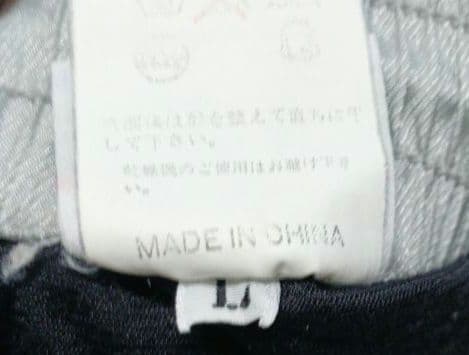 は形を整えて直ちに干
して下さい。
乾燥機のご使用はお避け下さ
い。
MADE IN CHINA
L